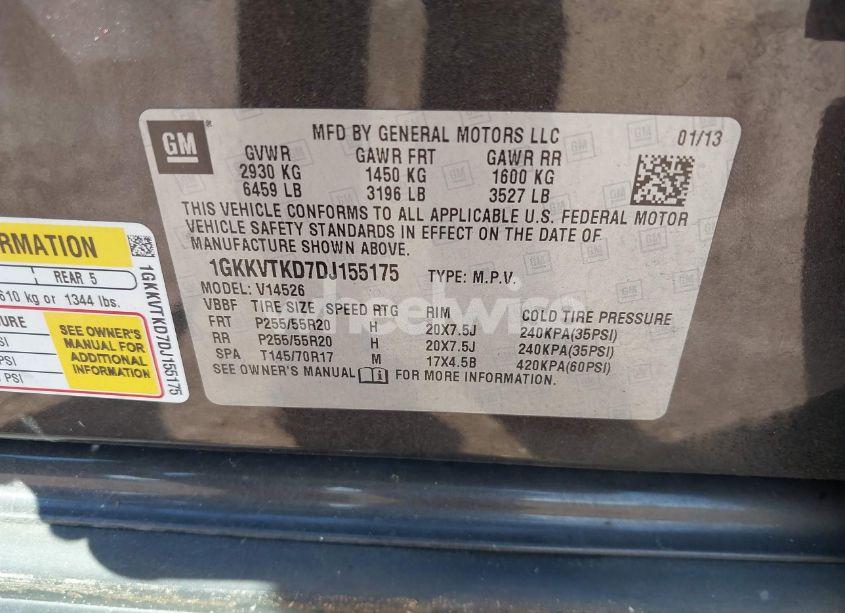 GM
MFD BY GENERAL MOTORS LLC
01/13
GVWR GAWR FRT GAWR RR
2930 KG 1450 KG 1600 KG
6459 LB 3196 LB 3527 LB
THIS VEHICLE CONFORMS TO ALL APPLICABLE U.S. FEDERAL MOTOR
VEHICLE SAFETY STANDARDS IN EFFECT ON THE DATE OF
MANUFACTURE SHOWN ABOVE.
1GKKVTKD7DJ155175 TYPE: M.P.V.
MODEL: V14526
VBBF TIRE SIZE SPEED RTG RIM COLD TIRE PRESSURE
FRT P255/55R20 H 20X7.5J 240KPA(35PSI)
RR P255/55R20 H 20X7.5J 240KPA(35PSI)
SPA T145/70R17 M 17X4.5B 420KPA(60PSI)
SEE OWNER'S MANUAL FOR MORE INFORMATION.
ORMATION
REAR 5
610 kg or 1344 lbs.
URE
SEE OWNER'S
MANUAL FOR
ADDITIONAL
INFORMATION
PSI
PSI
1GKKVTKD7DJ155175
wheelwire